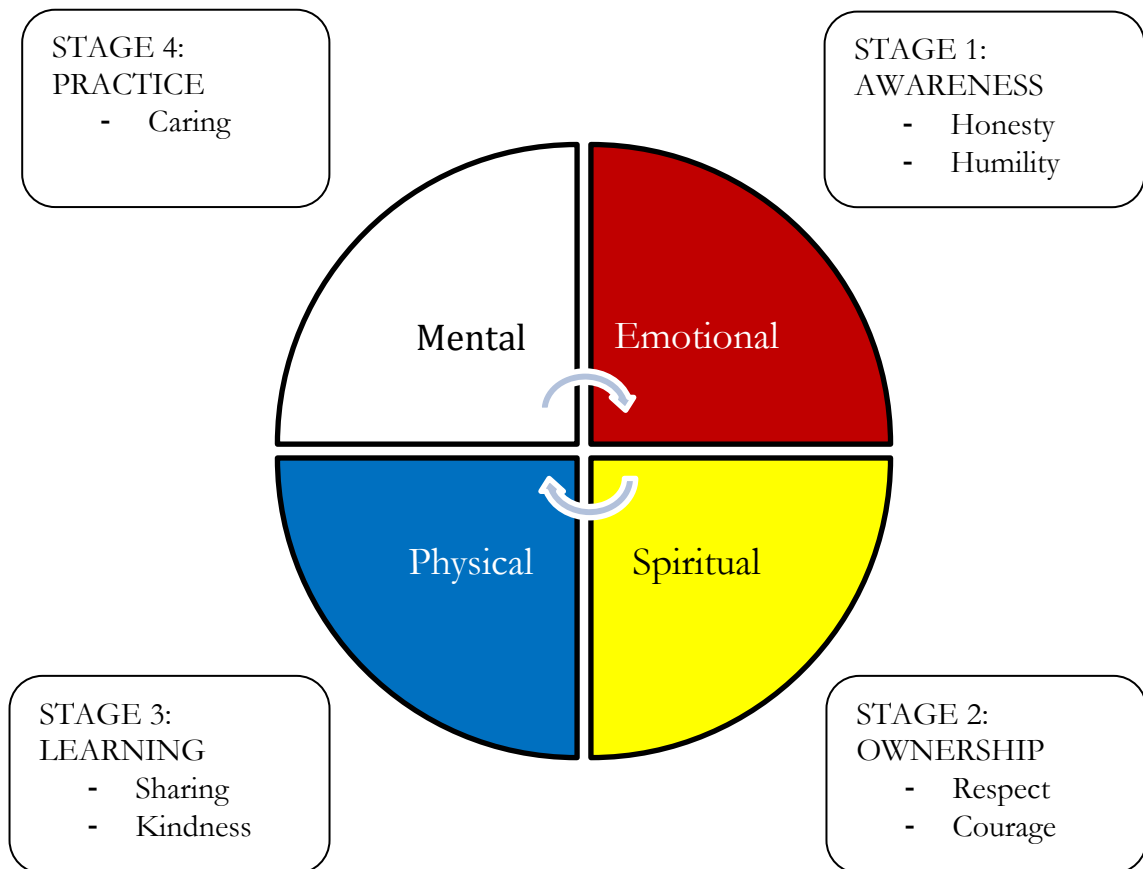 STAGE 4:
PRACTICE
- Caring
STAGE 1:
AWARENESS
- Honesty
- Humility
Mental
Emotional
Physical
Spiritual
STAGE 3:
LEARNING
- Sharing
- Kindness
STAGE 2:
OWNERSHIP
- Respect
- Courage